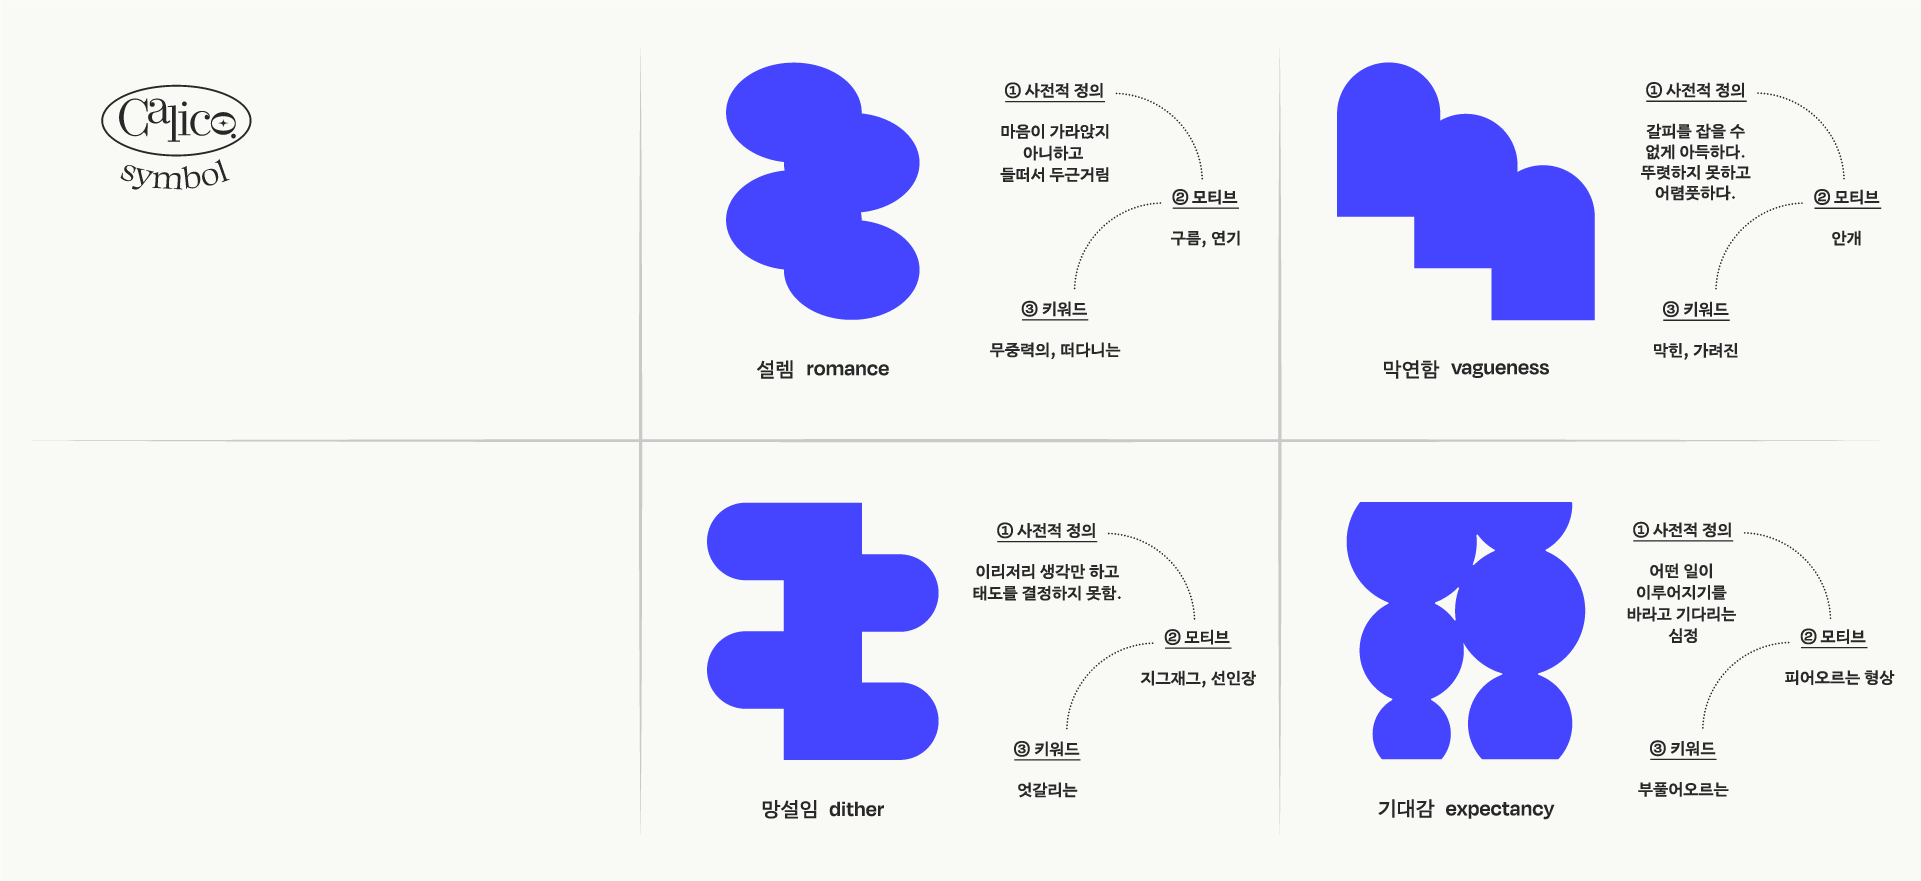 Calico
symbol
① 사전적 정의
마음이 가라앉지
아니하고
들떠서 두근거림
② 모티브
구름, 연기
③ 키워드
무중력의, 떠다니는
설렘 romance
① 사전적 정의
갈피를 잡을 수
없게 아득하다.
뚜렷하지 못하고
어렴풋하다.
② 모티브
안개
③ 키워드
막힌, 가려진
막연함 vagueness
① 사전적 정의
이리저리 생각만 하고
태도를 결정하지 못함.
② 모티브
지그재그, 선인장
③ 키워드
엇갈리는
망설임 dither
① 사전적 정의
어떤 일이
이루어지기를
바라고 기다리는
심정
② 모티브
피어오르는 형상
③ 키워드
부풀어오르는
기대감 expectancy